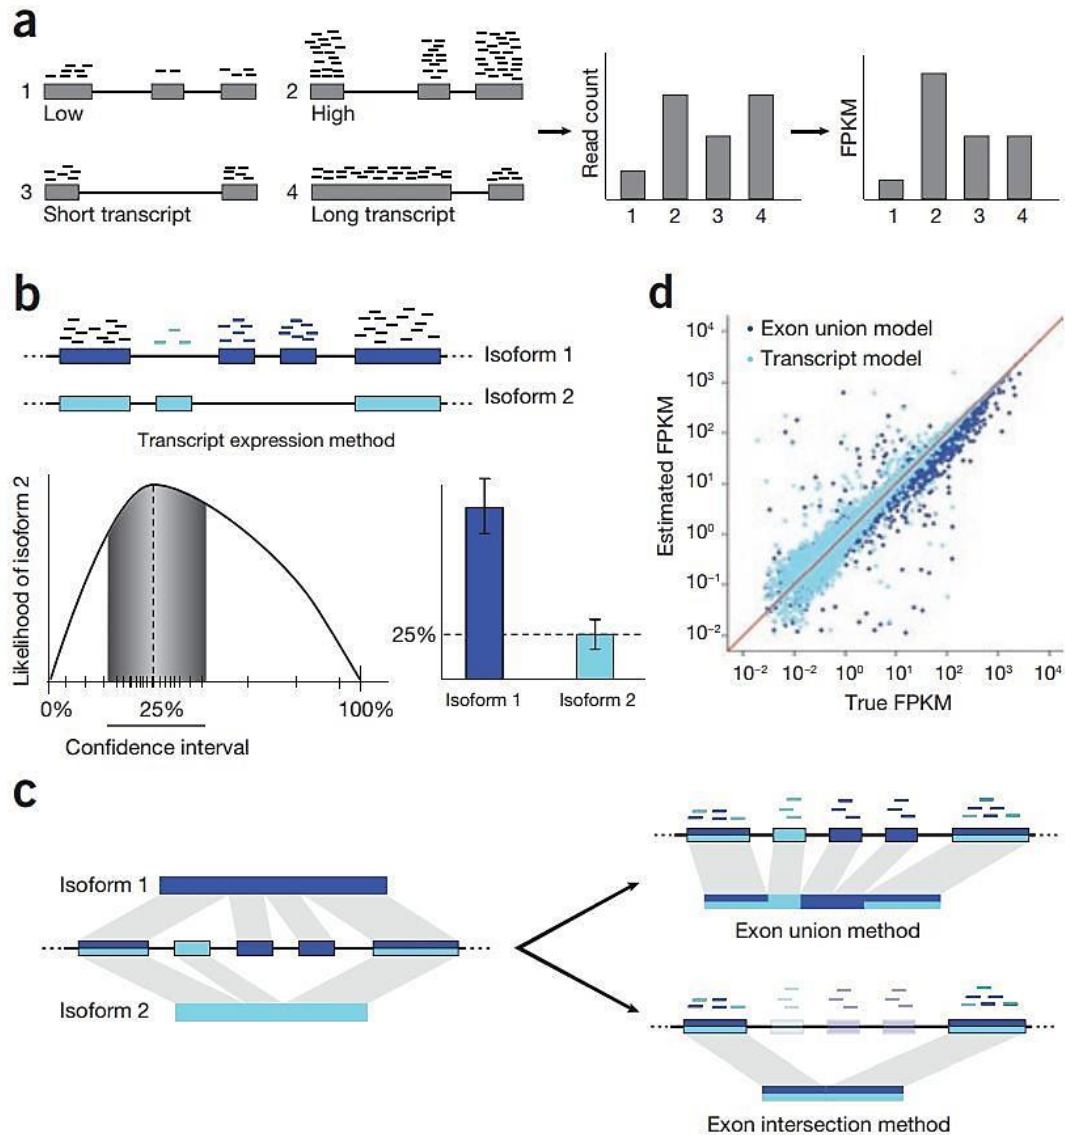 a
1
Low
2
High
3
Short transcript
4
Long transcript
Read count
1 2 3 4
FPKM
1 2 3 4
b
Isoform 1
Isoform 2
Transcript expression method
Likelihood of isoform 2
0% 25% 100%
Confidence interval
25%
Isoform 1 Isoform 2
d
Exon union model
Transcript model
Estimated FPKM
10⁴
10³
10²
10¹
10⁰
10⁻¹
10⁻²
10⁻² 10⁻² 10⁰ 10¹ 10² 10³ 10⁴
True FPKM
c
Isoform 1
Isoform 2
Exon union method
Exon intersection method